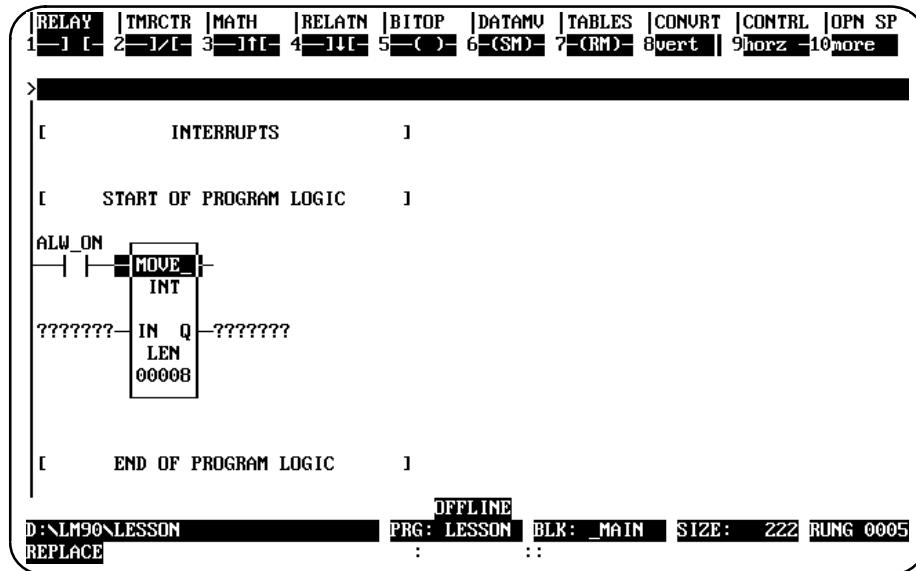 |RELAY |TMRCTR |MATH |RELATN |BITOP |DATAMV |TABLES |CONVRT |CONTRL |OPN SP
1—] [— 2—]/[— 3—]↑[— 4—]↓[— 5—( )— 6—(SM)— 7—(RM)— 8vert | 9horz —10more
>
[ INTERRUPTS ]
[ START OF PROGRAM LOGIC ]
ALW_ON
MOVE_
INT
???????—IN Q—???????
LEN
00008
[ END OF PROGRAM LOGIC ]
OFFLINE
D:\LM90\LESSON PRG: LESSON BLK: _MAIN SIZE: 222 RUNG 0005
REPLACE : ::